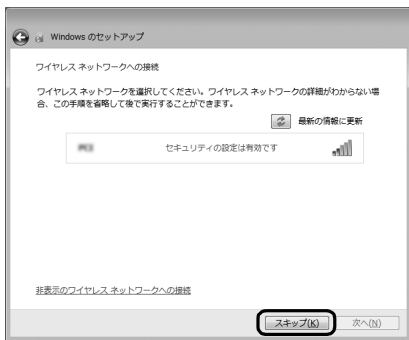 Windows のセットアップ
ワイヤレス ネットワークへの接続
ワイヤレス ネットワークを選択してください。ワイヤレス ネットワークの詳細がわからない場
合、この手順を省略して後で実行することができます。
最新の情報に更新
セキュリティの設定は有効です
非表示のワイヤレス ネットワークへの接続
スキップ(K)
次へ(N)